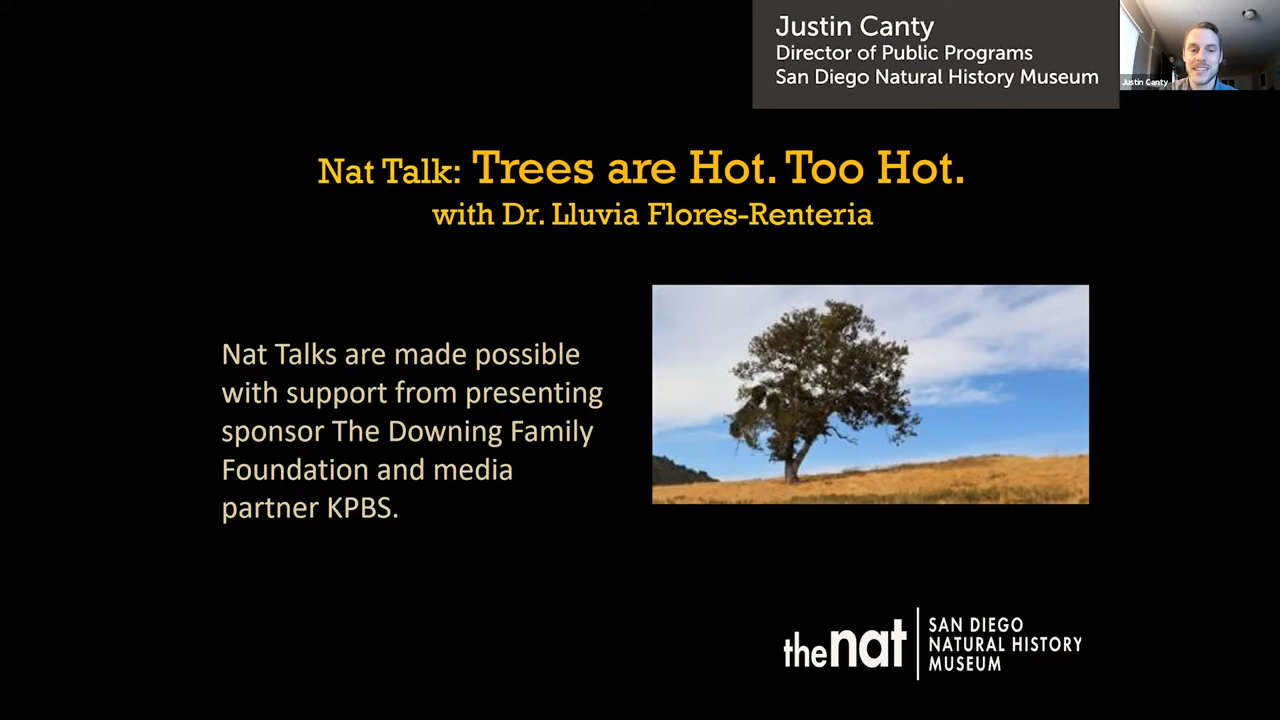 Justin Canty
Director of Public Programs
San Diego Natural History Museum
Justin Canty
Nat Talk: Trees are Hot. Too Hot.
with Dr. Lluvia Flores-Renteria
Nat Talks are made possible
with support from presenting
sponsor The Downing Family
Foundation and media
partner KPBS.
thenat
SAN DIEGO
NATURAL HISTORY
MUSEUM